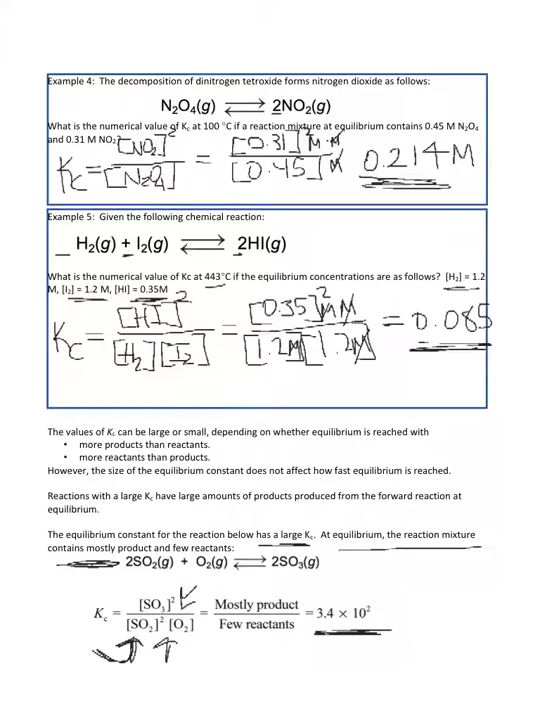 Example 4: The decomposition of dinitrogen tetroxide forms nitrogen dioxide as follows:
N₂O₄(g) ⇄ 2NO₂(g)
What is the numerical value of Kc at 100 °C if a reaction mixture at equilibrium contains 0.45 M N₂O₄
and 0.31 M NO₂?
Kc = [NO₂]² / [N₂O₄] = [0.31]² M·M / [0.45] M 0.214 M
Example 5: Given the following chemical reaction:
_ H₂(g) + I₂(g) ⇄ 2HI(g)
What is the numerical value of Kc at 443°C if the equilibrium concentrations are as follows? [H₂] = 1.2
M, [I₂] = 1.2 M, [HI] = 0.35M
Kc = [HI]² / [H₂][I₂] = [0.35]² M M / [1.2M][1.2M] = 0.085
The values of Kc can be large or small, depending on whether equilibrium is reached with
• more products than reactants.
• more reactants than products.
However, the size of the equilibrium constant does not affect how fast equilibrium is reached.
Reactions with a large Kc have large amounts of products produced from the forward reaction at
equilibrium.
The equilibrium constant for the reaction below has a large Kc. At equilibrium, the reaction mixture
contains mostly product and few reactants:
2SO₂(g) + O₂(g) ⇄ 2SO₃(g)
Kc = [SO₃]² / [SO₂]² [O₂] = Mostly product / Few reactants = 3.4 × 10²